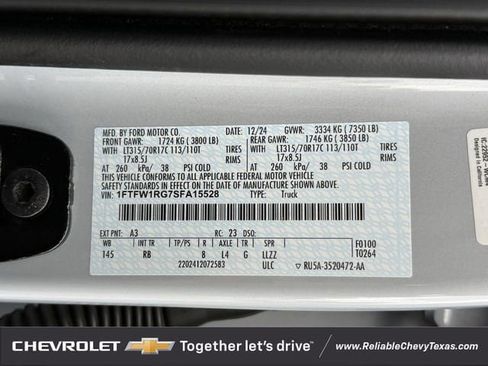 MFD. BY FORD MOTOR CO. 12/24 GVWR: 3334 KG ( 7350 LB)
FRONT GAWR: 1724 KG ( 3800 LB) REAR GAWR: 1746 KG ( 3850 LB)
LT315/70R17C 113/110T TIRES LT315/70R17C 113/110T TIRES
17x8.5J RIMS 17x8.5J RIMS
AT 260 kPa/ 38 PSI COLD AT 260 kPa/ 38 PSI COLD
THIS VEHICLE CONFORMS TO ALL APPLICABLE FEDERAL MOTOR VEHICLE
SAFETY STANDARDS IN EFFECT ON THE DATE OF MANUFACTURE SHOWN ABOVE.
VIN: 1FTFW1RG7SFA15528 TYPE: Truck
EXT PNT: A3 RC: 23 DSO:
WB INT TR TP/PS R AXLE TR SPR F0100
145 RB 8 L4 G LLZZ T0264
2202412072583 ULC RU5A-3520472-AA
Designed in California
CHEVROLET Together let's drive™ www.ReliableChevyTexas.com